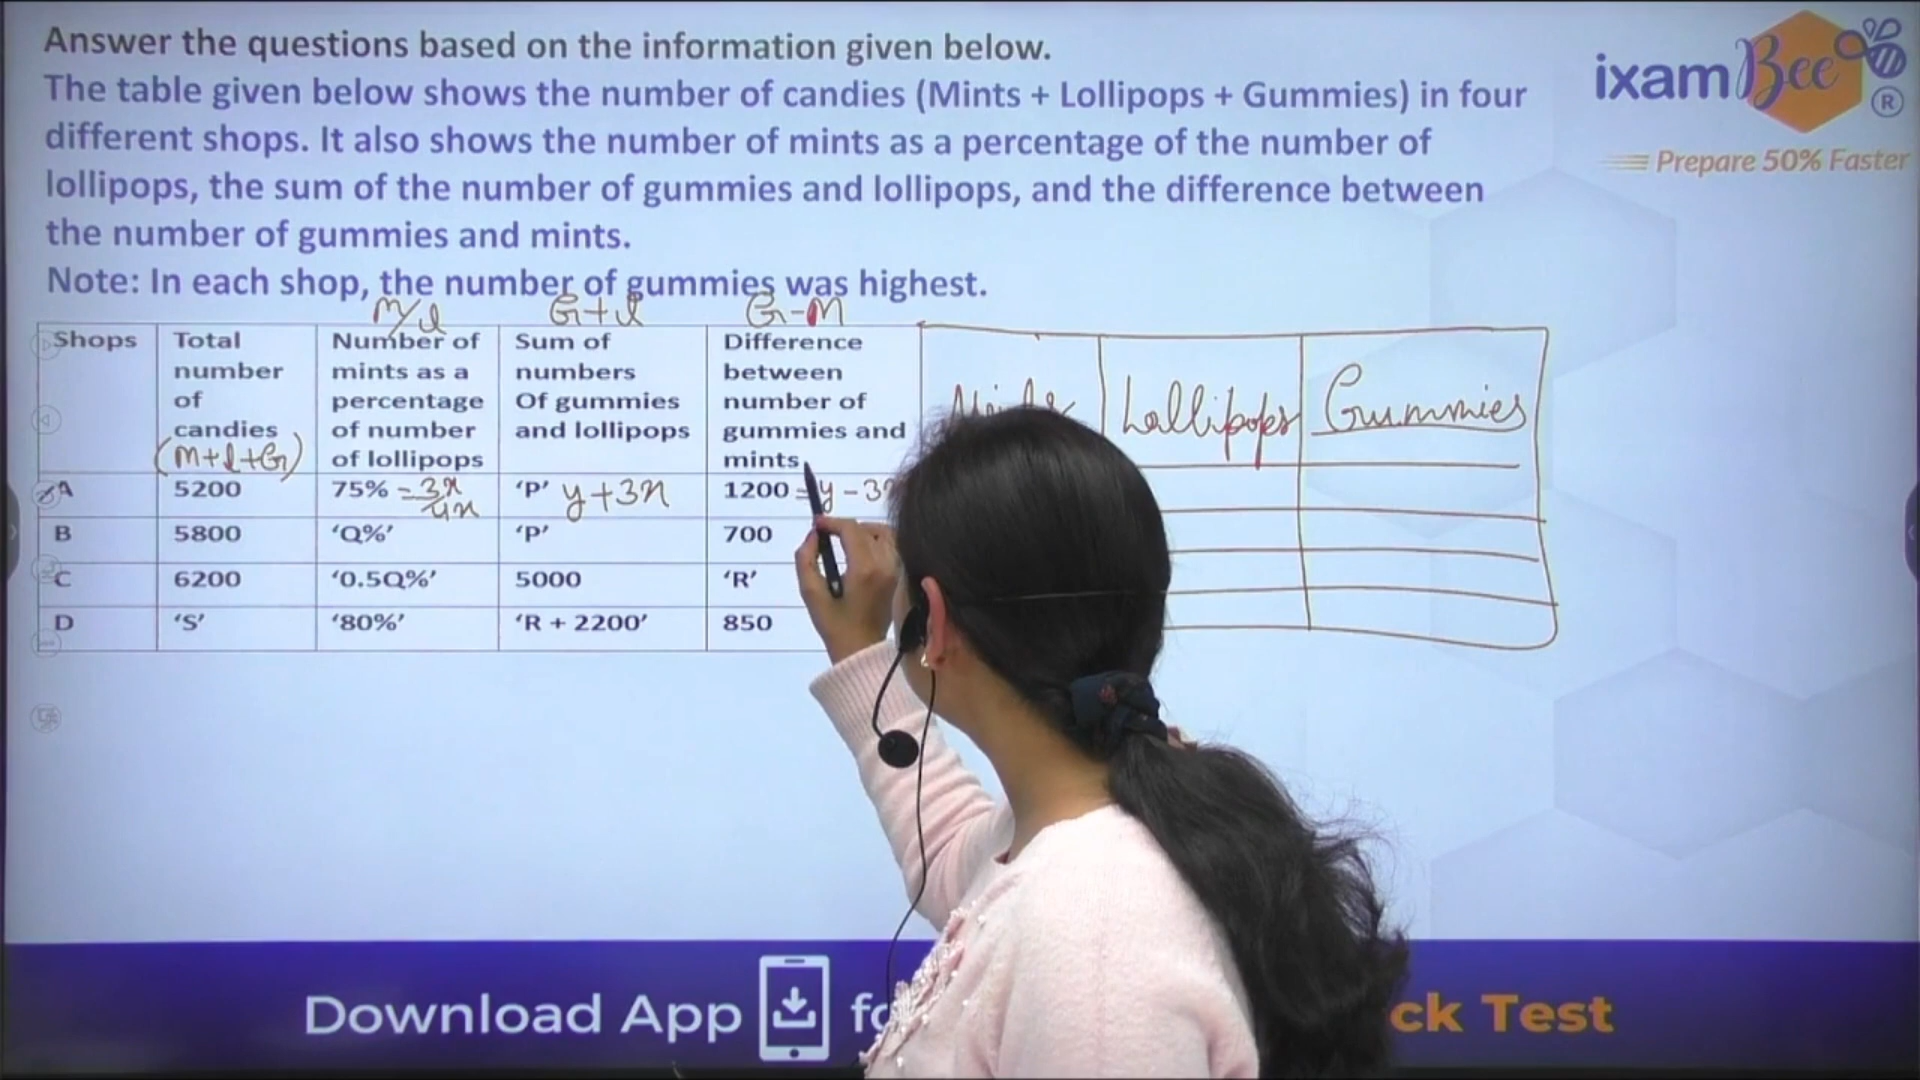 Answer the questions based on the information given below.
The table given below shows the number of candies (Mints + Lollipops + Gummies) in four
different shops. It also shows the number of mints as a percentage of the number of
lollipops, the sum of the number of gummies and lollipops, and the difference between
the number of gummies and mints.
Note: In each shop, the number of gummies was highest.
ixamBee®
Prepare 50% Faster
M/l G+l G-M
Shops
Total
number
of
candies
(M+l+G)
Number of
mints as a
percentage
of number
of lollipops
Sum of
numbers
Of gummies
and lollipops
Difference
between
number of
gummies and
mints
Lollipops
Gummies
A 5200 75% = 3x/4x 'P' y+3x 1200 = y - 3
B 5800 'Q%' 'P' 700
C 6200 '0.5Q%' 5000 'R'
D 'S' '80%' 'R + 2200' 850
Download App ck Test